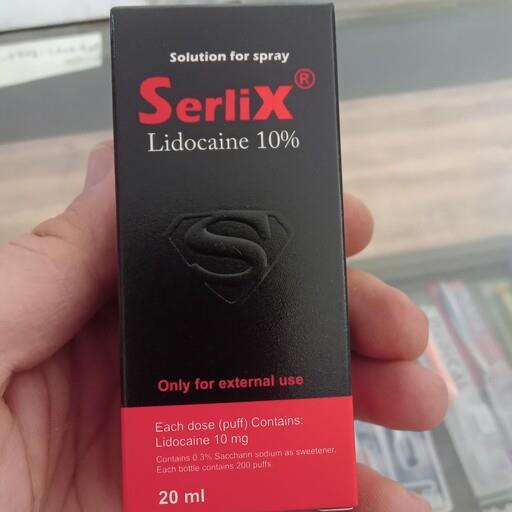 Solution for spray
SerliX®
Lidocaine 10%
S
Only for external use
Each dose (puff) Contains:
Lidocaine 10 mg
Contains 0.3% Saccharin sodium as sweetener.
Each bottle contains 200 puffs
20 ml